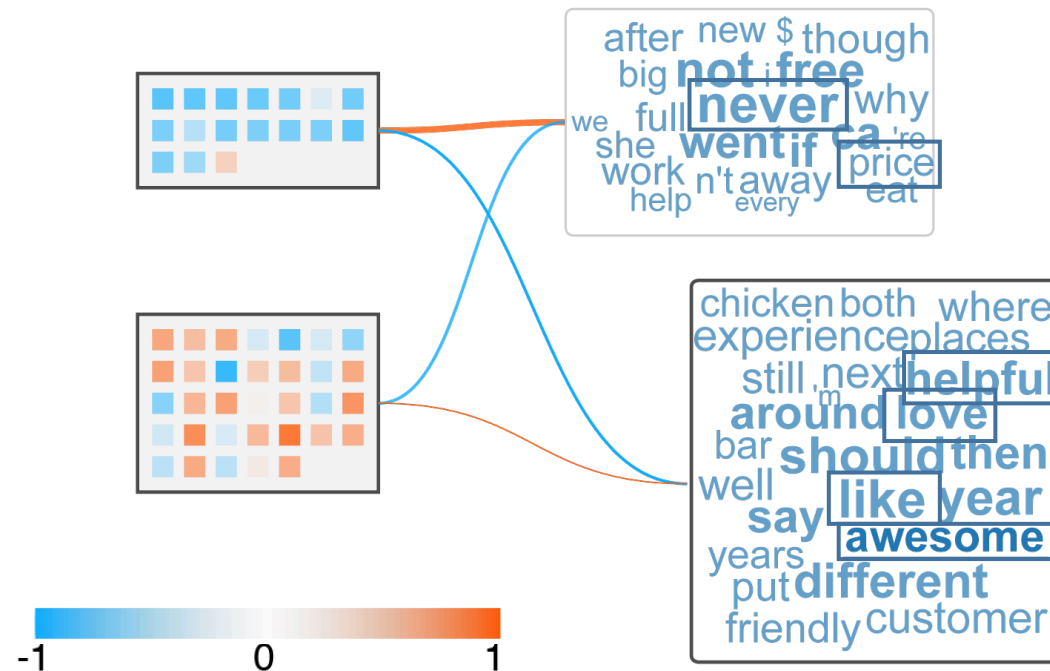 after new $ though
big not i free
never why
we full
went if ca 're
she price
work n't away
help every eat
chicken both where
experience places
still 'm next helpful
around love
bar should then
well like year
say
awesome
years
put different
friendly customer
-1 0 1